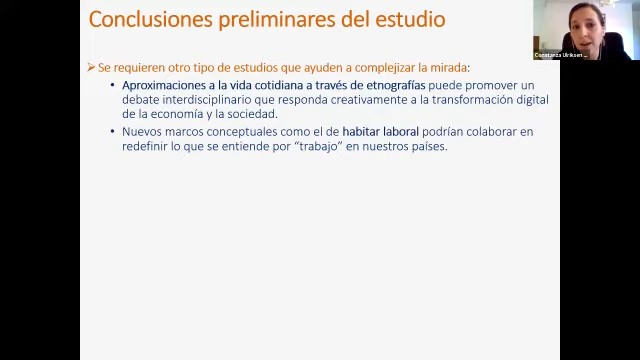 Conclusiones preliminares del estudio
Constanza Ulriksen ...
➢ Se requieren otro tipo de estudios que ayuden a complejizar la mirada:
• Aproximaciones a la vida cotidiana a través de etnografías puede promover un
debate interdisciplinario que responda creativamente a la transformación digital
de la economía y la sociedad.
• Nuevos marcos conceptuales como el de habitar laboral podrían colaborar en
redefinir lo que se entiende por “trabajo” en nuestros países.